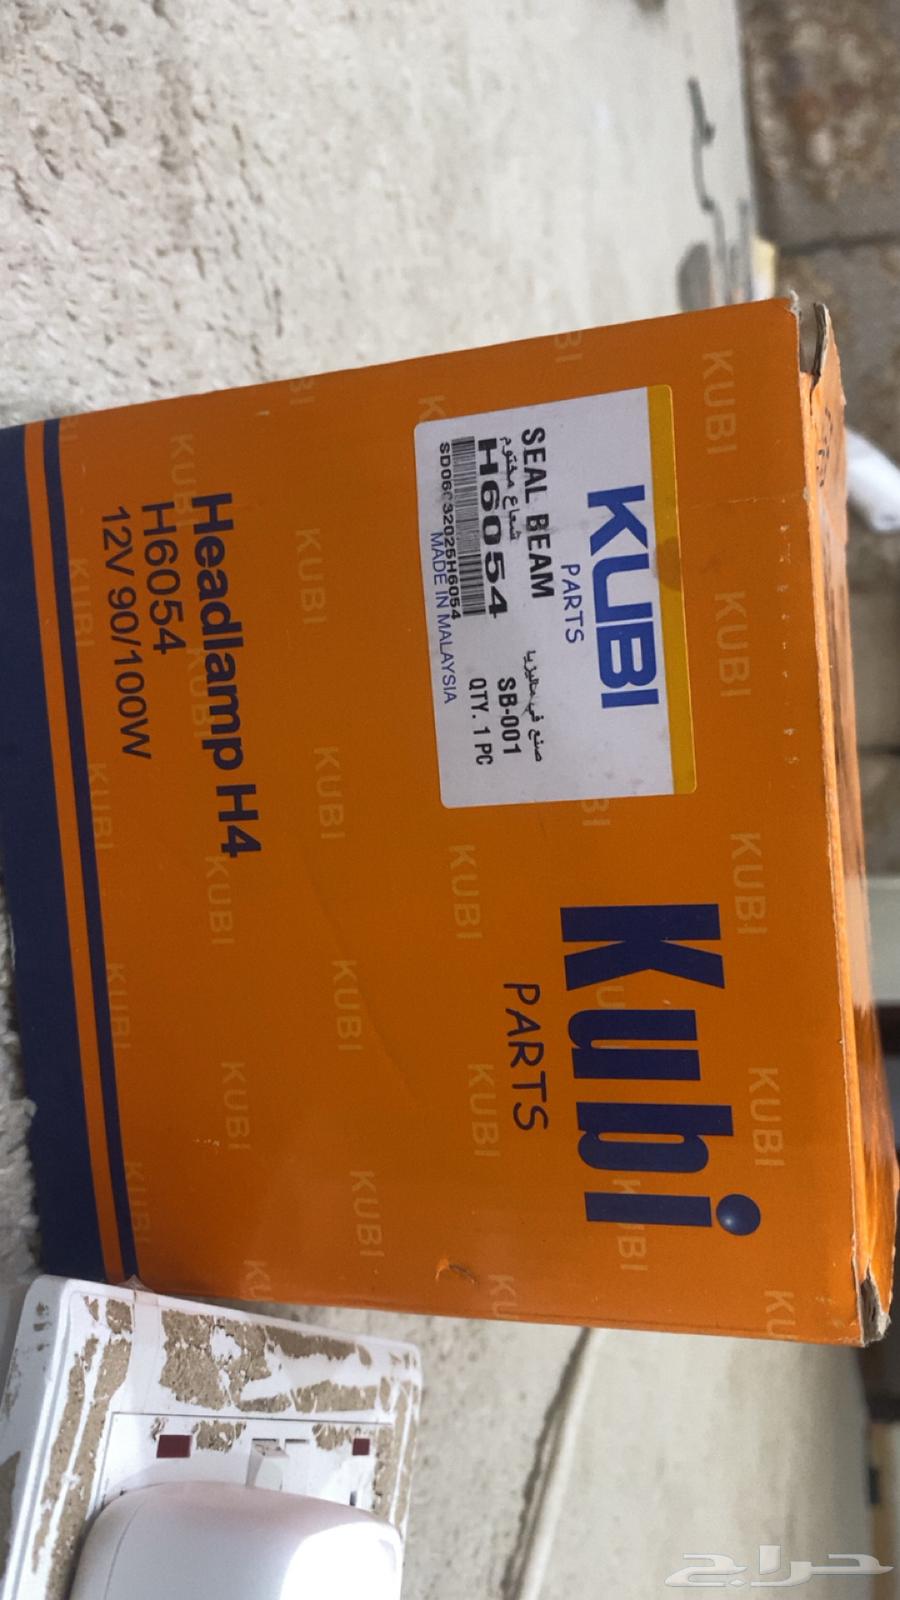 KUBI
PARTS
SEAL BEAM
شعاع مختوم
صنع في ماليزيا
H6054
SB-001
QTY. 1 PC
MADE IN MALAYSIA
Kubi
PARTS
Headlamp H4
H6054
12V 90/100W
KUBI
حراج